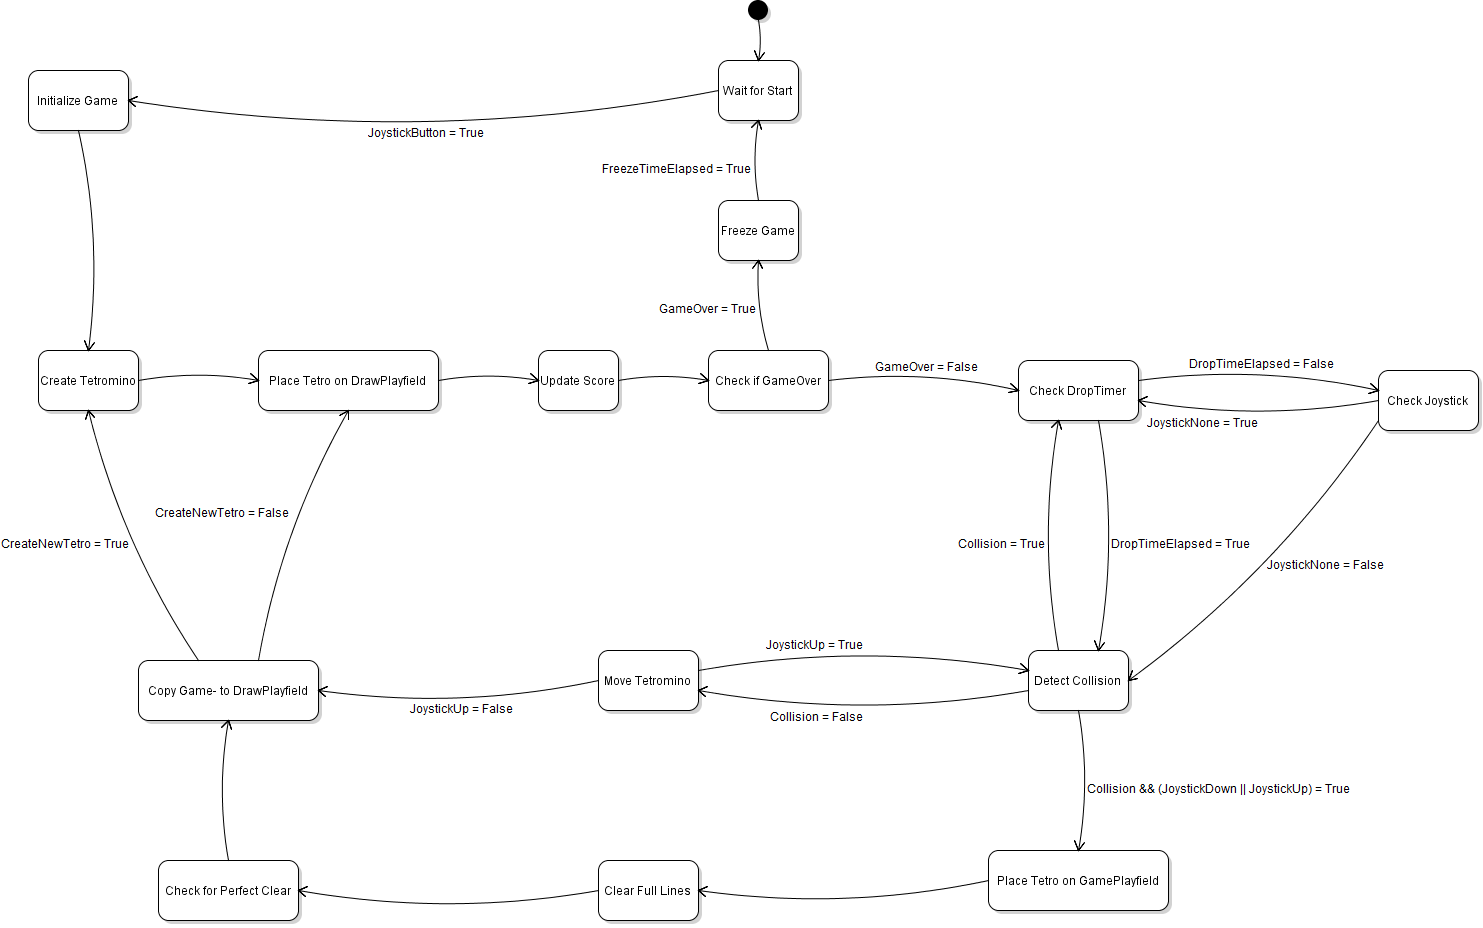 Wait for Start
Initialize Game
JoystickButton = True
FreezeTimeElapsed = True
Freeze Game
GameOver = True
Create Tetromino
Place Tetro on DrawPlayfield
Update Score
Check if GameOver
GameOver = False
Check DropTimer
DropTimeElapsed = False
Check Joystick
JoystickNone = True
CreateNewTetro = False
CreateNewTetro = True
Collision = True
DropTimeElapsed = True
JoystickNone = False
JoystickUp = True
Copy Game- to DrawPlayfield
Move Tetromino
Detect Collision
JoystickUp = False
Collision = False
Collision && (JoystickDown || JoystickUp) = True
Check for Perfect Clear
Clear Full Lines
Place Tetro on GamePlayfield